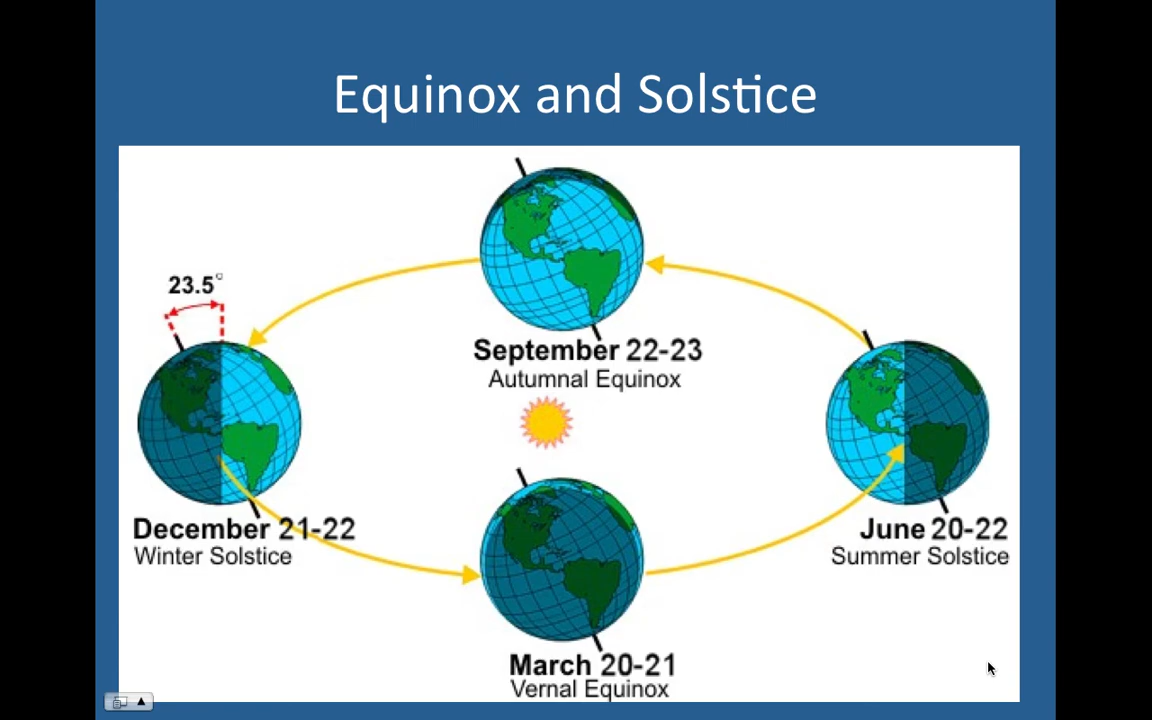 Equinox and Solstice
23.5°
September 22-23
Autumnal Equinox
December 21-22
Winter Solstice
June 20-22
Summer Solstice
March 20-21
Vernal Equinox